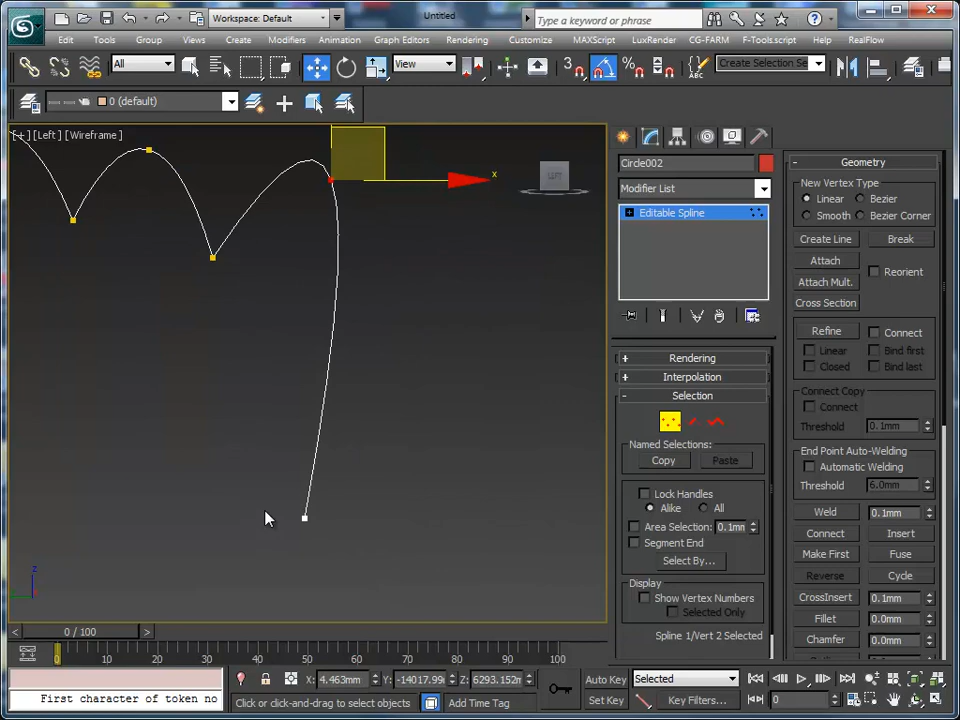 Workspace: Default
Untitled
Type a keyword or phrase
Edit Tools Group Views Create Modifiers Animation Graph Editors Rendering Customize MAXScript LuxRender CG-FARM F-Tools.script Help RealFlow
All
View
3
%
ABC
Create Selection Se
0 (default)
[+] [Left] [Wireframe]
x
LEFT
z
Circle002
Modifier List
Editable Spline
Rendering
Interpolation
Selection
Named Selections:
Copy Paste
Lock Handles
Alike All
Area Selection: 0.1mm
Segment End
Select By...
Display
Show Vertex Numbers
Selected Only
Spline 1/Vert 2 Selected
Geometry
New Vertex Type
Linear Bezier
Smooth Bezier Corner
Create Line Break
Attach
Reorient
Attach Mult.
Cross Section
Refine Connect
Linear Bind first
Closed Bind last
Connect Copy
Connect
Threshold 0.1mm
End Point Auto-Welding
Automatic Welding
Threshold 6.0mm
Weld 0.1mm
Connect Insert
Make First Fuse
Reverse Cycle
CrossInsert 0.1mm
Fillet 0.0mm
Chamfer 0.0mm
< 0 / 100 >
0 10 20 30 40 50 60 70 80 90 100
X: 4.463mm Y: -14017.99 Z: 6293.152m
Auto Key Selected
First character of token no
Click or click-and-drag to select objects
Add Time Tag
Set Key Key Filters...
0